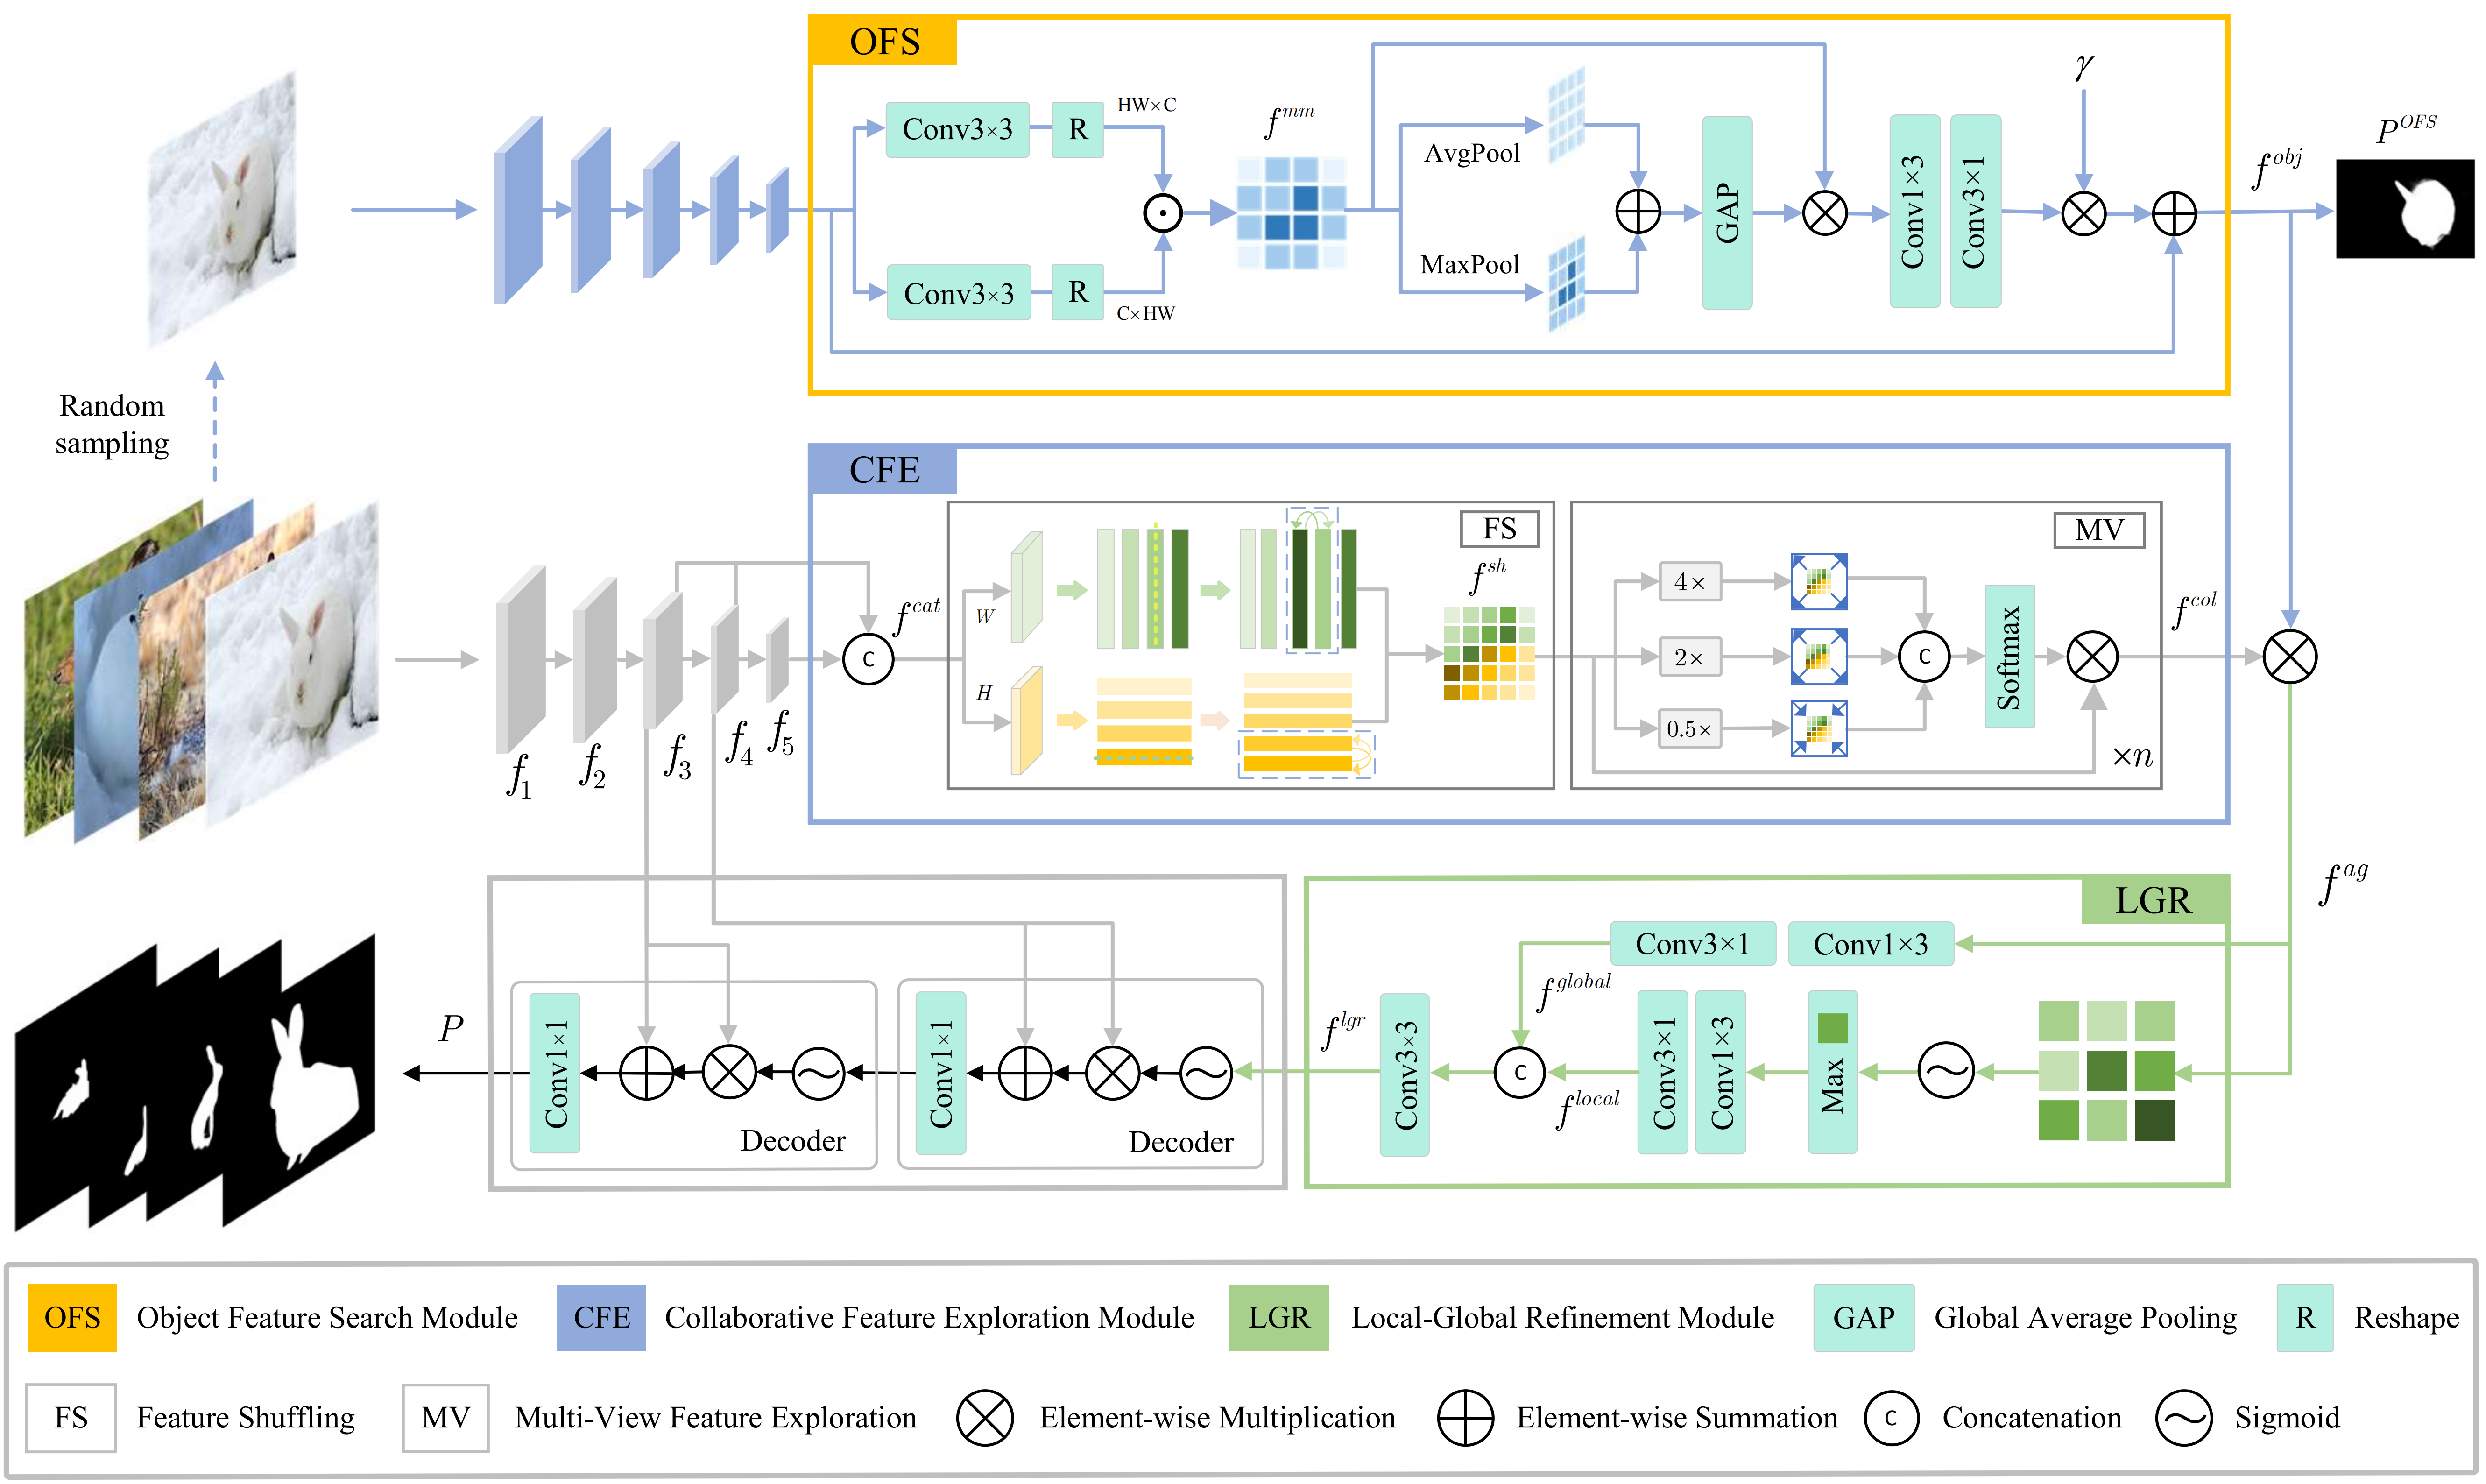 OFS
Conv3×3
R
HW×C
f^{mm}
AvgPool
GAP
Conv1×3
Conv3×1
γ
f^{obj}
P^{OFS}
Conv3×3
R
C×HW
MaxPool
Random
sampling
CFE
f^{cat}
W
H
FS
f^{sh}
MV
4×
2×
0.5×
C
C
Softmax
×n
f^{col}
f_1
f_2
f_3
f_4
f_5
f^{ag}
LGR
Conv3×1
Conv1×3
f^{global}
P
Conv1×1
Decoder
Conv1×1
Decoder
f^{lgr}
Conv3×3
C
f^{local}
Conv3×1
Conv1×3
Max
OFS Object Feature Search Module CFE Collaborative Feature Exploration Module LGR Local-Global Refinement Module GAP Global Average Pooling R Reshape
FS Feature Shuffling MV Multi-View Feature Exploration Element-wise Multiplication Element-wise Summation C Concatenation Sigmoid